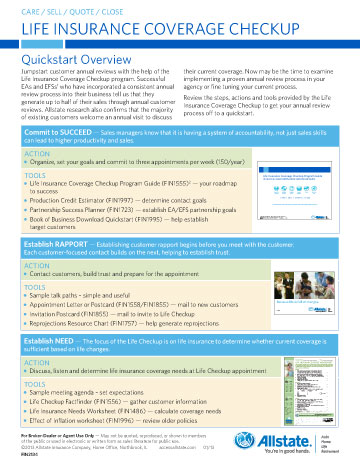 CARE / SELL / QUOTE / CLOSE
LIFE INSURANCE COVERAGE CHECKUP
Quickstart Overview
Jumpstart customer annual reviews with the help of the
Life Insurance Coverage Checkup program. Successful
EAs and EFSs¹ who have incorporated a consistent annual
review process into their business tell us that they
generate up to half of their sales through annual customer
reviews. Allstate research also confirms that the majority
of existing customers welcome an annual visit to discuss
their current coverage. Now may be the time to examine
implementing a proven annual review process in your
agency or fine tuning your current process.
Review the steps, actions and tools provided by the Life
Insurance Coverage Checkup to get your annual review
process off to a quickstart.
Commit to SUCCEED — Sales managers know that it is having a system of accountability, not just sales skills
can lead to higher productivity and sales.
ACTION
• Organize, set your goals and commit to three appointments per week (150/year)
TOOLS
• Life Insurance Coverage Checkup Program Guide (FIN1555)² — your roadmap
to success
• Production Credit Estimator (FIN1997) — determine contact goals
• Partnership Success Planner (FIN1723) — establish EA/EFS partnership goals
• Book of Business Download Quickstart (FIN1995) — help establish
target customers
Establish RAPPORT — Establishing customer rapport begins before you meet with the customer.
Each customer-focused contact builds on the next, helping to establish trust.
ACTION
• Contact customers, build trust and prepare for the appointment
TOOLS
• Sample talk paths – simple and useful
• Appointment Letter or Postcard (FIN1558/FIN1855) — mail to new customers
• Invitation Postcard (FIN1855) — mail to invite to Life Checkup
• Reprojections Resource Chart (FIN1757) — help generate reprojections
Establish NEED — The focus of the Life Checkup is on life insurance to determine whether current coverage is
sufficient based on life changes.
ACTION
• Discuss, listen and determine life insurance coverage needs at Life Checkup appointment
TOOLS
• Sample meeting agenda – set expectations
• Life Checkup Factfinder (FIN1556) — gather customer information
• Life Insurance Needs Worksheet (FIN1486) — calculate coverage needs
• Effect of Inflation worksheet (FIN1996) — review older policies
For Broker-Dealer or Agent Use Only — May not be quoted, reproduced, or shown to members
of the public or used in electronic or written form as sales literature for public use.
Allstate Insurance Company, Home Office, Northbrook, IL accessallstate.com
Allstate.
You're in good hands.
Auto
Home
Life
Retirement